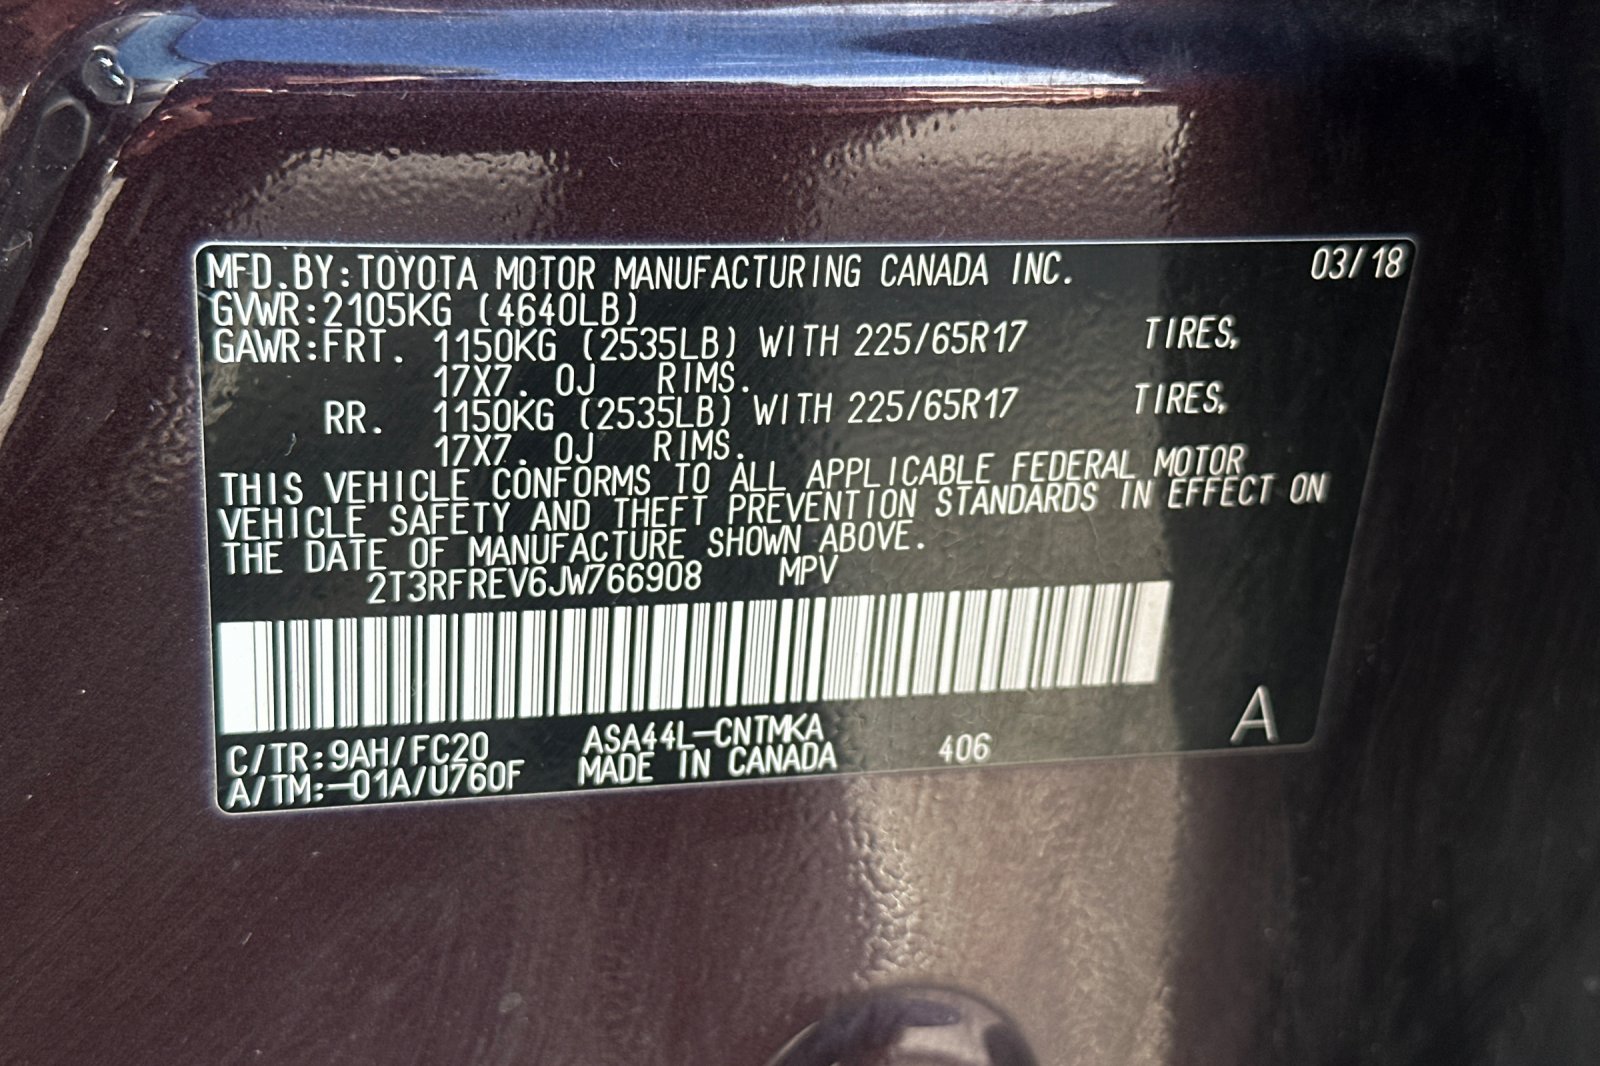 MFD.BY:TOYOTA MOTOR MANUFACTURING CANADA INC. 03/18
GVWR:2105KG (4640LB)
GAWR:FRT. 1150KG (2535LB) WITH 225/65R17 TIRES,
17X7.0J RIMS.
RR. 1150KG (2535LB) WITH 225/65R17 TIRES,
17X7.0J RIMS.
THIS VEHICLE CONFORMS TO ALL APPLICABLE FEDERAL MOTOR
VEHICLE SAFETY AND THEFT PREVENTION STANDARDS IN EFFECT ON
THE DATE OF MANUFACTURE SHOWN ABOVE.
2T3RFREV6JW766908 MPV
C/TR:9AH/FC20 ASA44L-CNTMKA 406 A
A/TM:-01A/U760F MADE IN CANADA